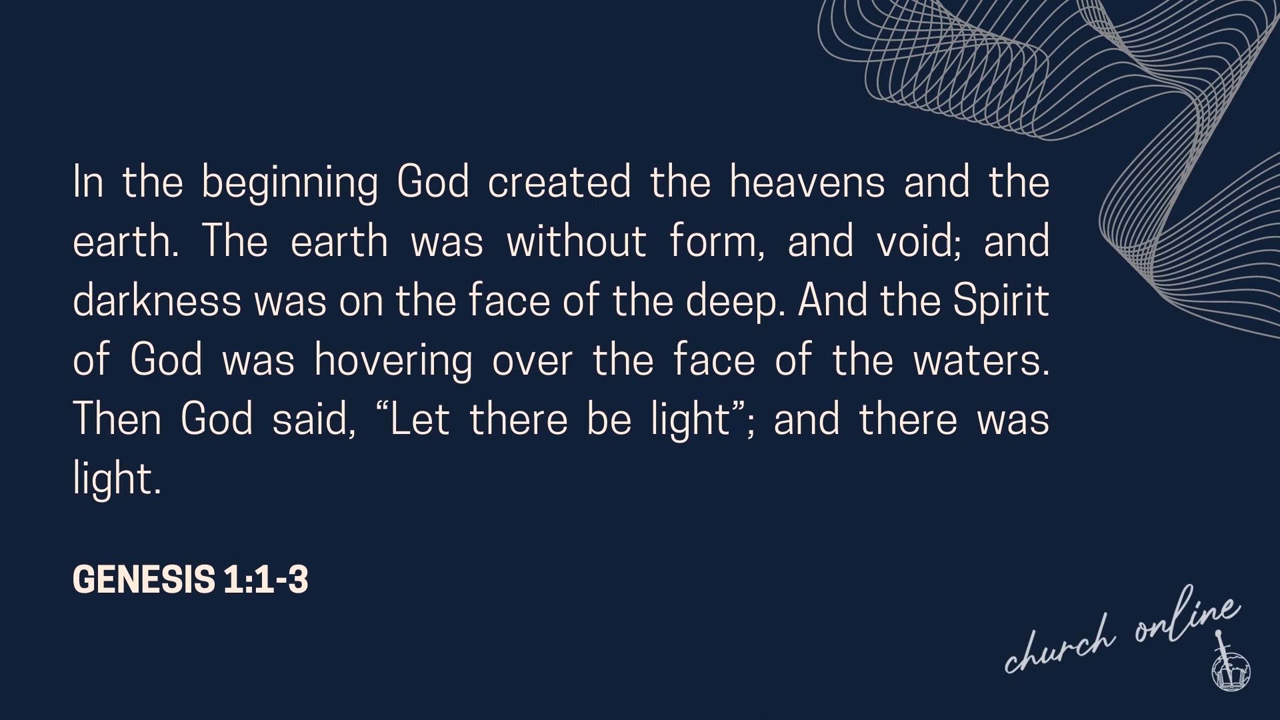 In the beginning God created the heavens and the
earth. The earth was without form, and void; and
darkness was on the face of the deep. And the Spirit
of God was hovering over the face of the waters.
Then God said, “Let there be light”; and there was
light.
GENESIS 1:1-3
church online